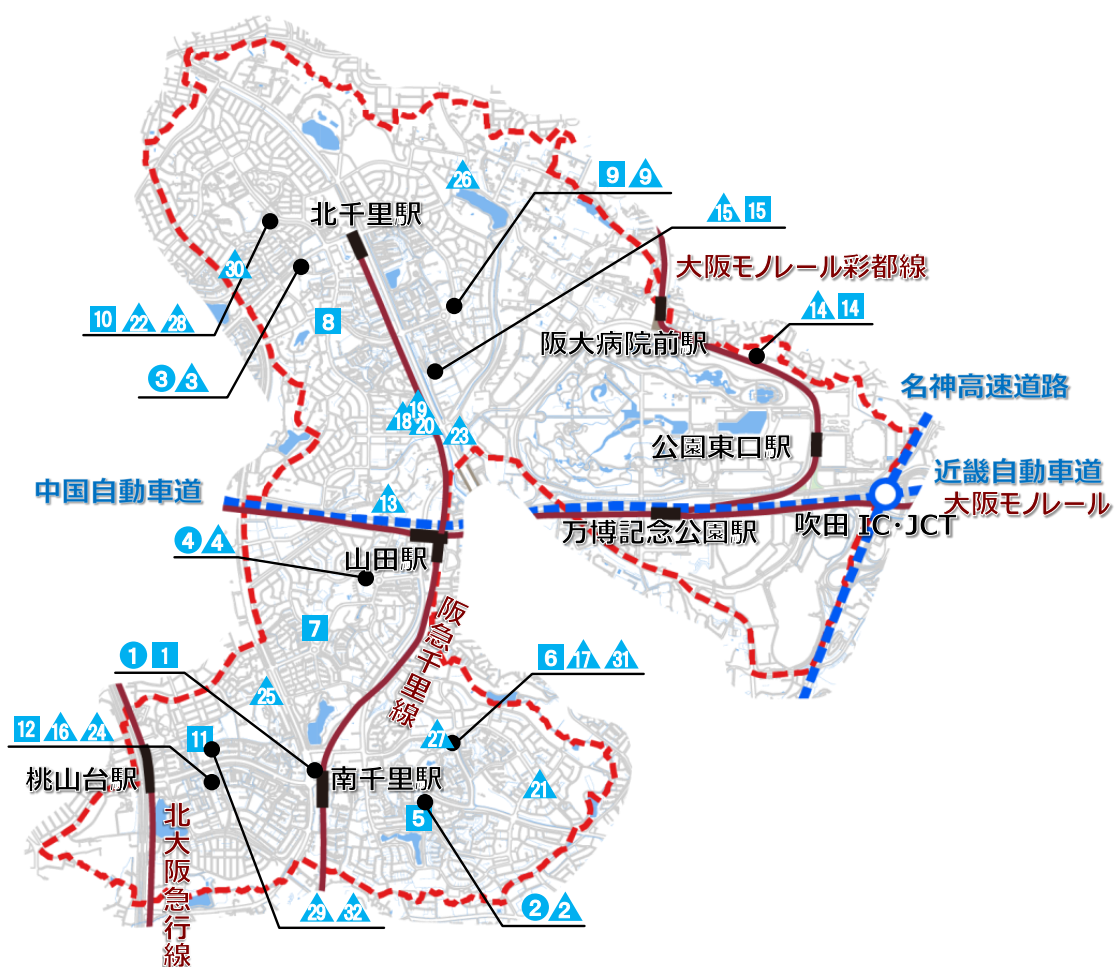 9 9
26
15 15
北千里駅
大阪モノレール彩都線
30
14 14
10 22 28
8
阪大病院前駅
3 3
名神高速道路
19
18 20
23
公園東口駅
近畿自動車道
中国自動車道
13
大阪モノレール
万博記念公園駅
吹田 IC・JCT
4 4
山田駅
阪急千里線
7
1 1
6 17 31
25
12 16 24
11
27
桃山台駅
南千里駅
21
5
北大阪急行線
29 32
2 2